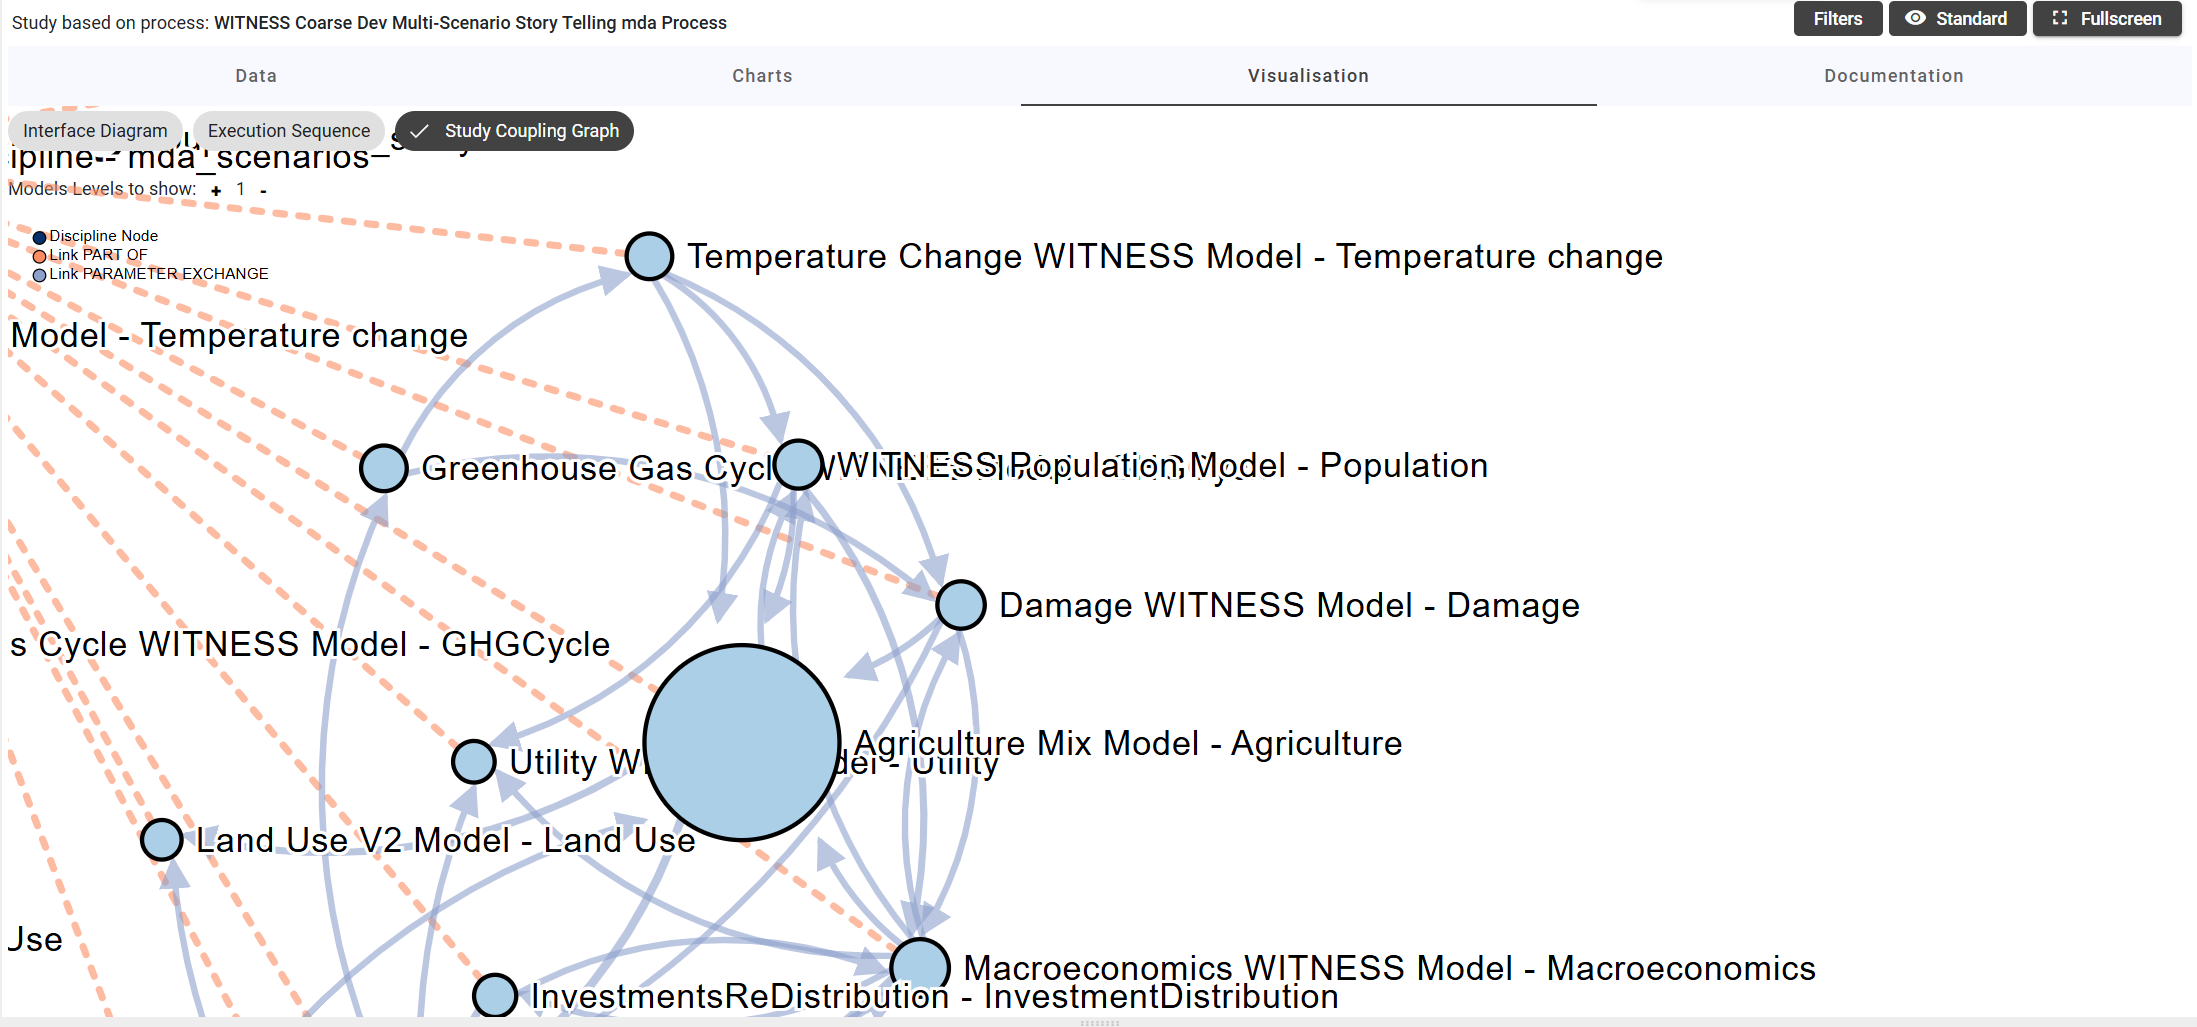 Study based on process: WITNESS Coarse Dev Multi-Scenario Story Telling mda Process
Filters
Standard
Fullscreen
Data
Charts
Visualisation
Documentation
Interface Diagram
Execution Sequence
Study Coupling Graph
ipline - mda_scenarios_
Models Levels to show: + 1 -
Discipline Node
Link PART OF
Link PARAMETER EXCHANGE
Temperature Change WITNESS Model - Temperature change
Model - Temperature change
Greenhouse Gas Cycl
WITNESS Population Model - Population
Damage WITNESS Model - Damage
s Cycle WITNESS Model - GHGCycle
Agriculture Mix Model - Agriculture
Utility W del - Utility
Land Use V2 Model - Land Use
Use
Macroeconomics WITNESS Model - Macroeconomics
InvestmentsReDistribution - InvestmentDistribution